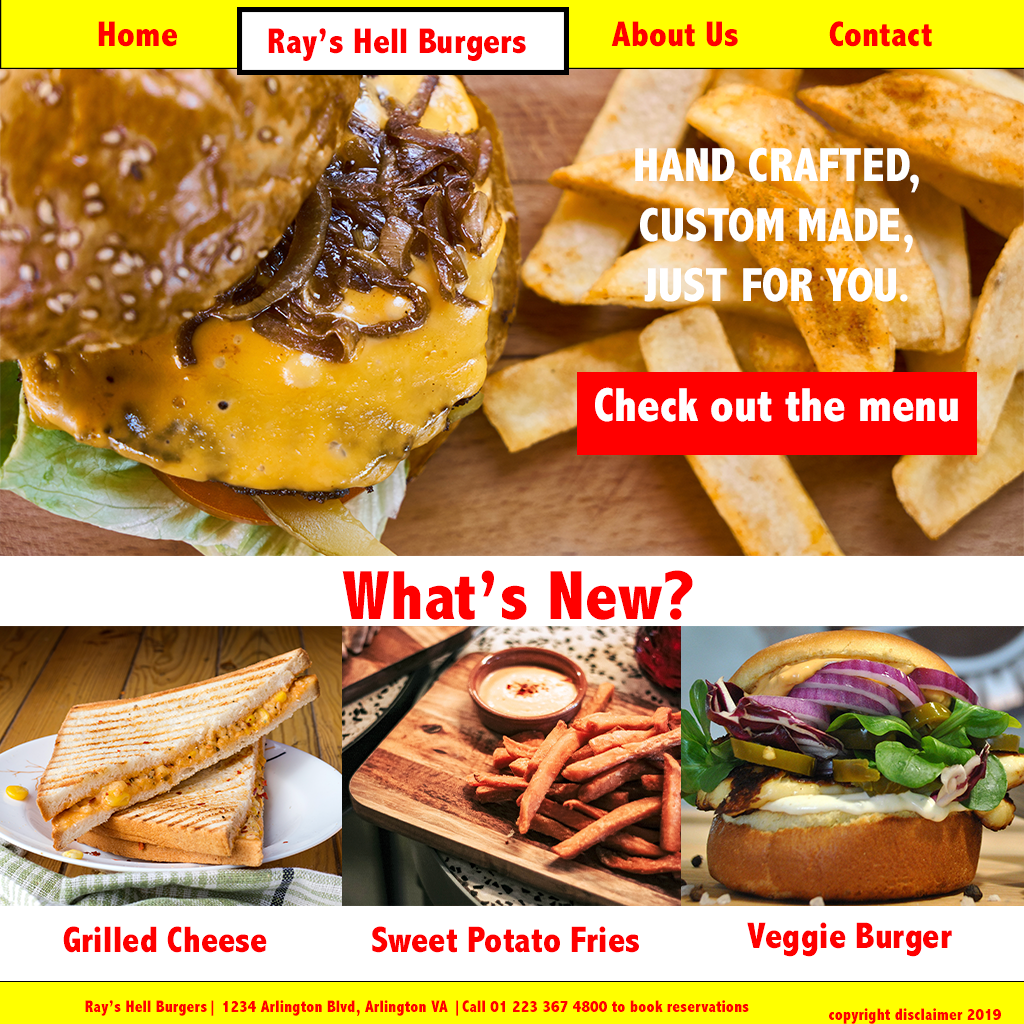 Home
Ray’s Hell Burgers
About Us
Contact
HAND CRAFTED,
CUSTOM MADE,
JUST FOR YOU.
Check out the menu
What’s New?
Grilled Cheese
Sweet Potato Fries
Veggie Burger
Ray’s Hell Burgers| 1234 Arlington Blvd, Arlington VA |Call 01 223 367 4800 to book reservations
copyright disclaimer 2019